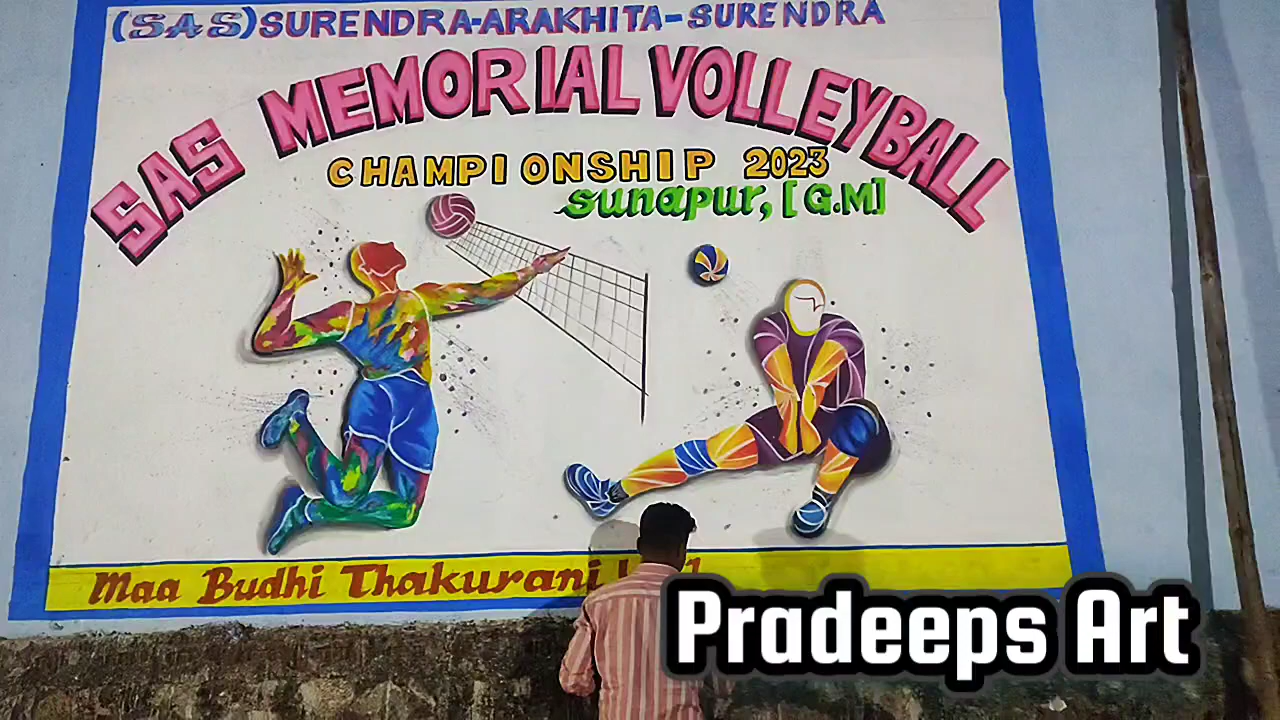 (SAS) SURENDRA-ARAKHITA-SURENDRA
SAS MEMORIAL VOLLEYBALL
CHAMPIONSHIP 2023
Sunapur, [G.M]
Maa Budhi Thakurani
Pradeeps Art